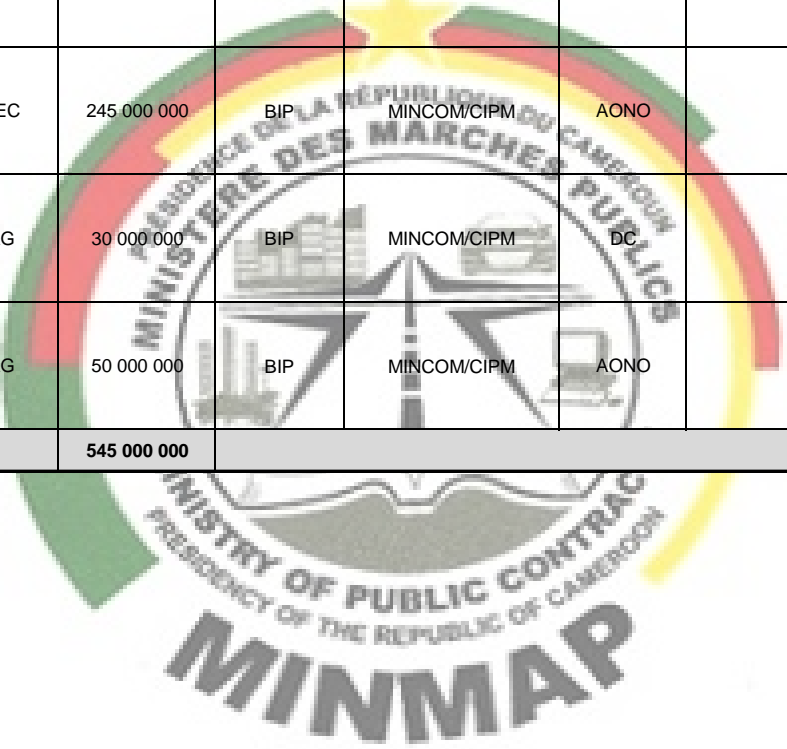 EC 245 000 000 BIP MINCOM/CIPM AONO
G 30 000 000 BIP MINCOM/CIPM DC
G 50 000 000 BIP MINCOM/CIPM AONO
545 000 000
PRÉSIDENCE DE LA RÉPUBLIQUE DU CAMEROUN
MINISTERE DES MARCHES PUBLICS
MINISTRY OF PUBLIC CONTRAC
PRESIDENCY OF THE REPUBLIC OF CAMEROON
MINMAP